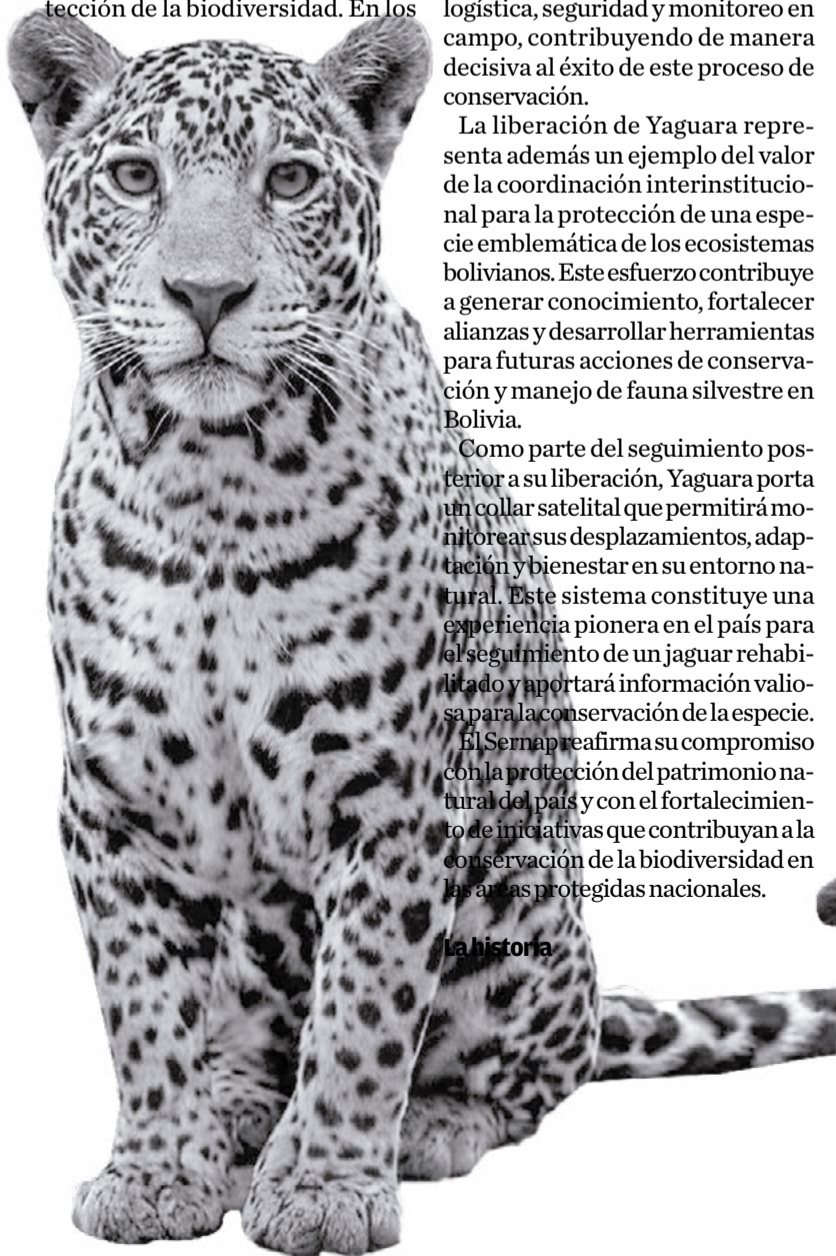 tección de la biodiversidad. En los
logística, seguridad y monitoreo en
campo, contribuyendo de manera
decisiva al éxito de este proceso de
conservación.
La liberación de Yaguara repre-
senta además un ejemplo del valor
de la coordinación interinstitucio-
nal para la protección de una espe-
cie emblemática de los ecosistemas
bolivianos. Este esfuerzo contribuye
a generar conocimiento, fortalecer
alianzas y desarrollar herramientas
para futuras acciones de conserva-
ción y manejo de fauna silvestre en
Bolivia.
Como parte del seguimiento pos-
terior a su liberación, Yaguara porta
un collar satelital que permitirá mo-
nitorear sus desplazamientos, adap-
tación y bienestar en su entorno na-
tural. Este sistema constituye una
experiencia pionera en el país para
el seguimiento de un jaguar rehabi-
litado y aportará información valio-
sa para la conservación de la especie.
El Sernap reafirma su compromiso
con la protección del patrimonio na-
tural del país y con el fortalecimien-
to de iniciativas que contribuyan a la
conservación de la biodiversidad en
las áreas protegidas nacionales.
La historia